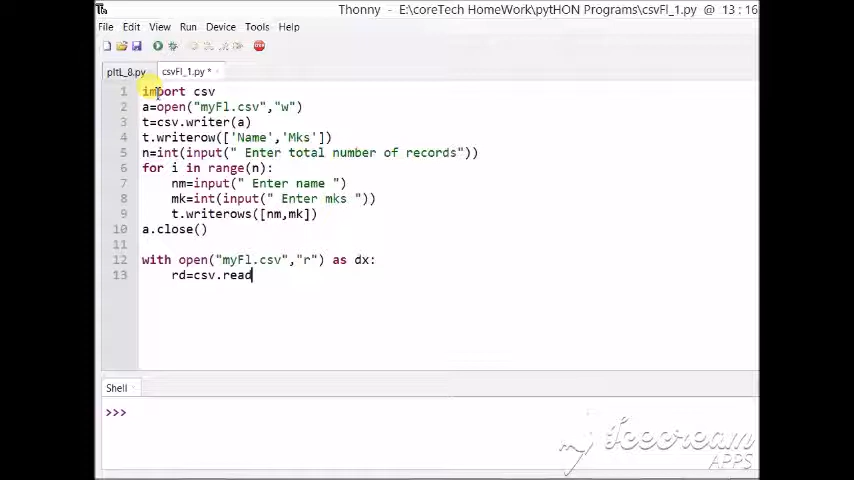 Thonny - E:\coreTech HomeWork\pytHON Programs\csvFl_1.py @ 13 : 16
File Edit View Run Device Tools Help
pltL_8.py csvFl_1.py *
1 import csv
2 a=open("myFl.csv","w")
3 t=csv.writer(a)
4 t.writerow(['Name','Mks'])
5 n=int(input(" Enter total number of records"))
6 for i in range(n):
7 nm=input(" Enter name ")
8 mk=int(input(" Enter mks "))
9 t.writerows([nm,mk])
10 a.close()
11
12 with open("myFl.csv","r") as dx:
13 rd=csv.read
Shell
>>>
Icecream
APPS